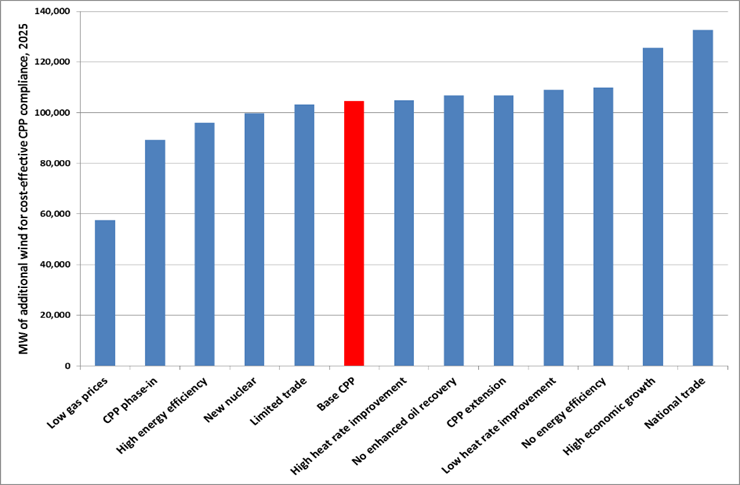 MW of additional wind for cost-effective CPP compliance, 2025
140,000
120,000
100,000
80,000
60,000
40,000
20,000
0
Low gas prices
CPP phase-in
High energy efficiency
New nuclear
Limited trade
Base CPP
High heat rate improvement
No enhanced oil recovery
CPP extension
Low heat rate improvement
No energy efficiency
High economic growth
National trade